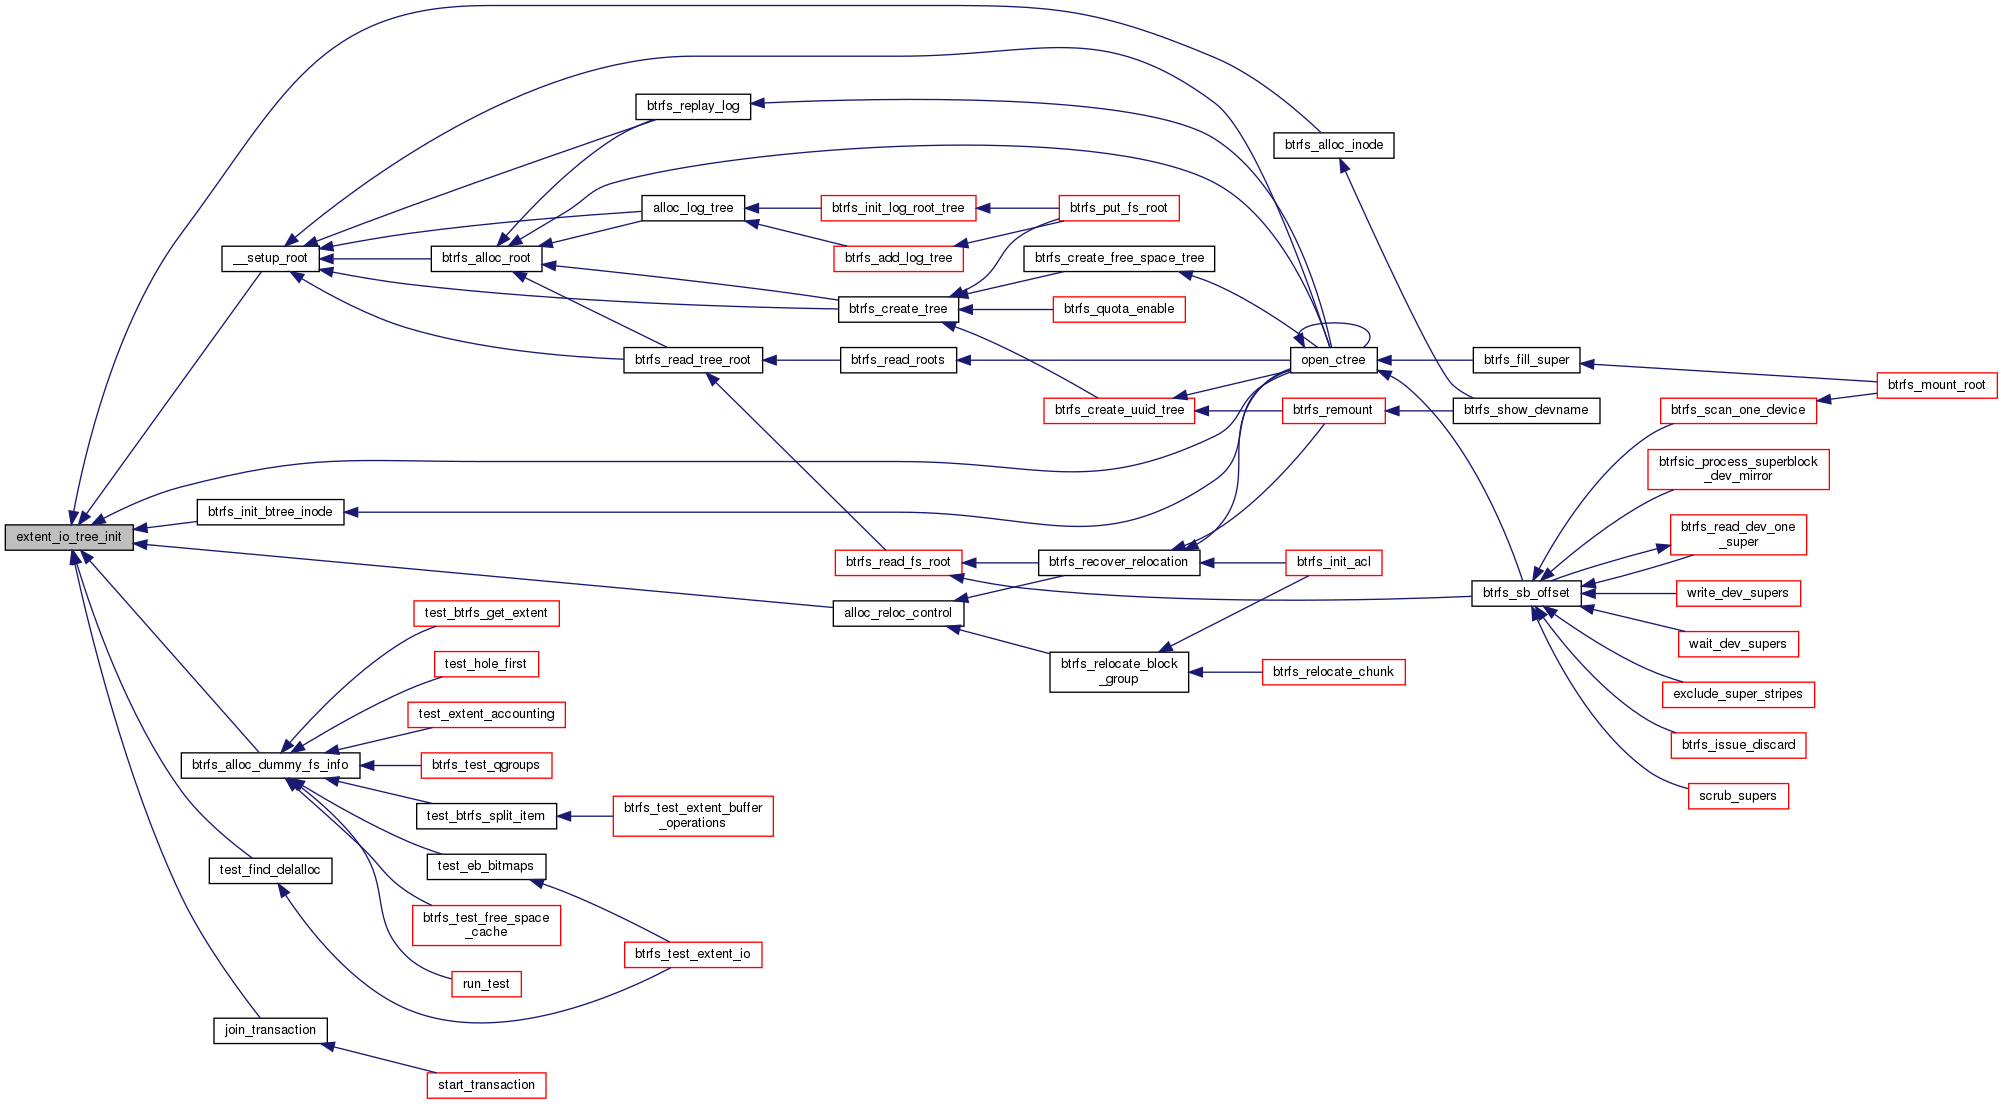 btrfs_replay_log
btrfs_alloc_inode
alloc_log_tree
btrfs_init_log_root_tree
btrfs_put_fs_root
__setup_root
btrfs_alloc_root
btrfs_add_log_tree
btrfs_create_free_space_tree
btrfs_create_tree
btrfs_quota_enable
btrfs_read_tree_root
btrfs_read_roots
open_ctree
btrfs_fill_super
btrfs_mount_root
btrfs_create_uuid_tree
btrfs_remount
btrfs_show_devname
btrfs_scan_one_device
btrfsic_process_superblock
_dev_mirror
btrfs_init_btree_inode
extent_io_tree_init
btrfs_read_dev_one
_super
btrfs_read_fs_root
btrfs_recover_relocation
btrfs_init_acl
btrfs_sb_offset
write_dev_supers
test_btrfs_get_extent
alloc_reloc_control
wait_dev_supers
test_hole_first
btrfs_relocate_block
_group
btrfs_relocate_chunk
exclude_super_stripes
test_extent_accounting
btrfs_issue_discard
btrfs_alloc_dummy_fs_info
btrfs_test_qgroups
scrub_supers
test_btrfs_split_item
btrfs_test_extent_buffer
_operations
test_find_delalloc
test_eb_bitmaps
btrfs_test_free_space
_cache
btrfs_test_extent_io
run_test
join_transaction
start_transaction